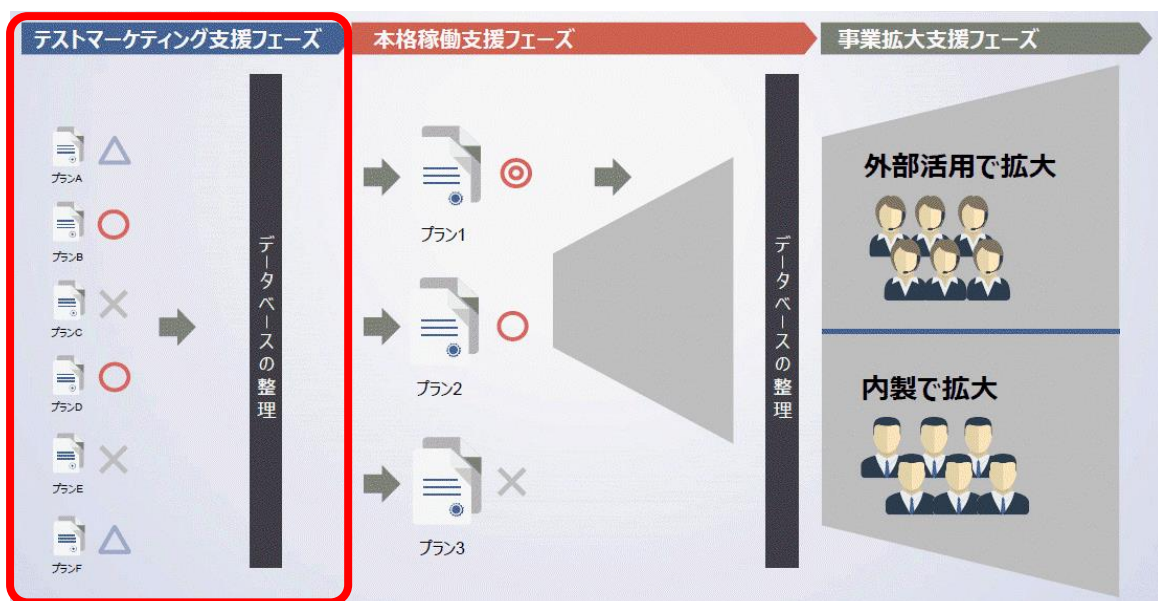 テストマーケティング支援フェーズ
本格稼働支援フェーズ
事業拡大支援フェーズ
プランA
プランB
プランC
プランD
プランE
プランF
データベースの整理
プラン1
プラン2
プラン3
データベースの整理
外部活用で拡大
内製で拡大